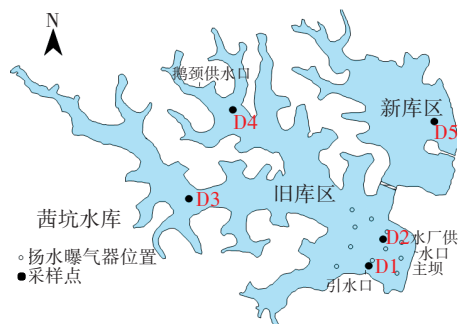 N
鹅颈供水口
D4
新库区
D5
D3
旧库区
茜坑水库
D2
水厂供
水口
主坝
扬水曝气器位置
D1
采样点
引水口